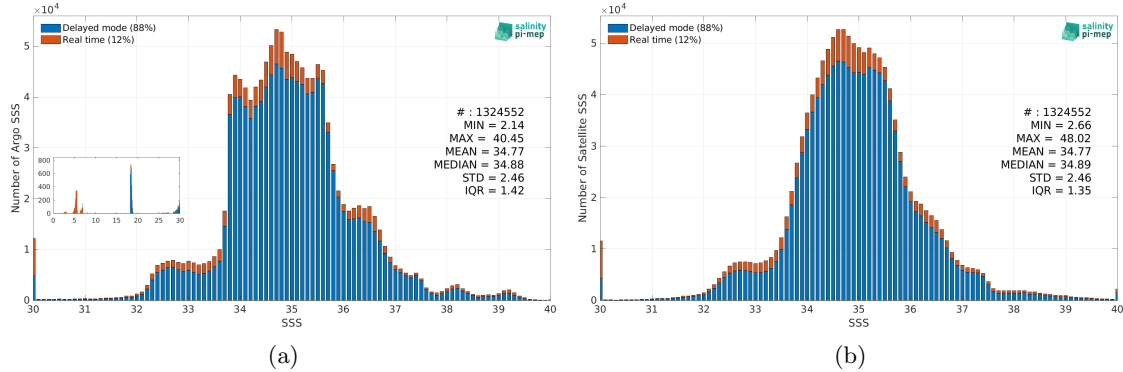 ×10⁴
Delayed mode (88%)
Real time (12%)
salinity
pi-mep
# : 1324552
MIN = 2.14
MAX = 40.45
MEAN = 34.77
MEDIAN = 34.88
STD = 2.46
IQR = 1.42
Number of Argo SSS
5
4
3
2
1
0
800
600
400
200
0
0 5 10 15 20 25 30
30 31 32 33 34 35 36 37 38 39 40
SSS
(a)
×10⁴
Delayed mode (88%)
Real time (12%)
salinity
pi-mep
# : 1324552
MIN = 2.66
MAX = 48.02
MEAN = 34.77
MEDIAN = 34.89
STD = 2.46
IQR = 1.35
Number of Satellite SSS
5
4
3
2
1
0
30 31 32 33 34 35 36 37 38 39 40
SSS
(b)